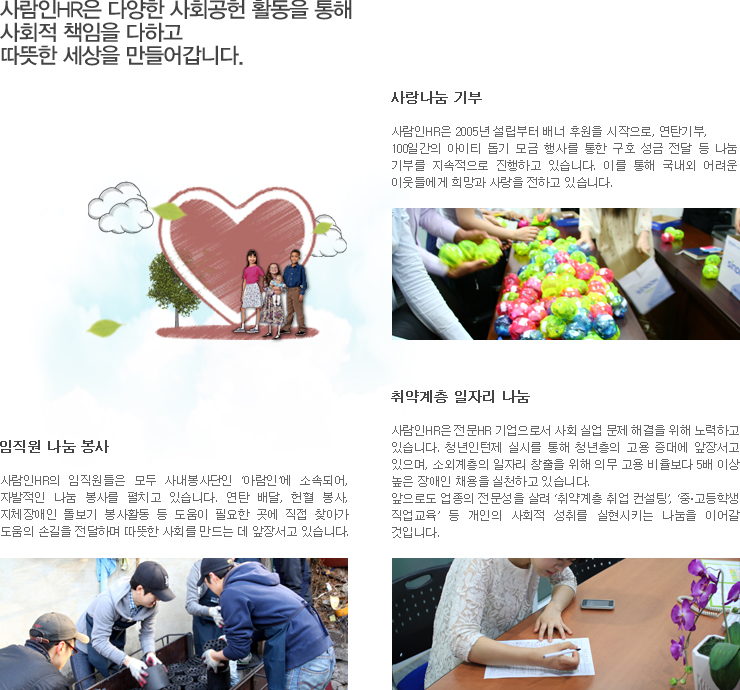 사람인HR은 다양한 사회공헌 활동을 통해
사회적 책임을 다하고
따뜻한 세상을 만들어갑니다.
사랑나눔 기부
사람인HR은 2005년 설립부터 배너 후원을 시작으로, 연탄기부,
100일간의 아이티 돕기 모금 행사를 통한 구호 성금 전달 등 나눔
기부를 지속적으로 진행하고 있습니다. 이를 통해 국내외 어려운
이웃들에게 희망과 사랑을 전하고 있습니다.
임직원 나눔 봉사
사람인HR의 임직원들은 모두 사내봉사단인 '아람인'에 소속되어,
자발적인 나눔 봉사를 펼치고 있습니다. 연탄 배달, 헌혈 봉사,
지체장애인 돌보기 봉사활동 등 도움이 필요한 곳에 직접 찾아가
도움의 손길을 전달하며 따뜻한 사회를 만드는 데 앞장서고 있습니다.
취약계층 일자리 나눔
사람인HR은 전문HR 기업으로서 사회 실업 문제 해결을 위해 노력하고
있습니다. 청년인턴제 실시를 통해 청년층의 고용 증대에 앞장서고
있으며, 소외계층의 일자리 창출을 위해 의무 고용 비율보다 5배 이상
높은 장애인 채용을 실천하고 있습니다.
앞으로도 업종의 전문성을 살려 '취약계층 취업 컨설팅', '중·고등학생
직업교육' 등 개인의 사회적 성취를 실현시키는 나눔을 이어갈
것입니다.